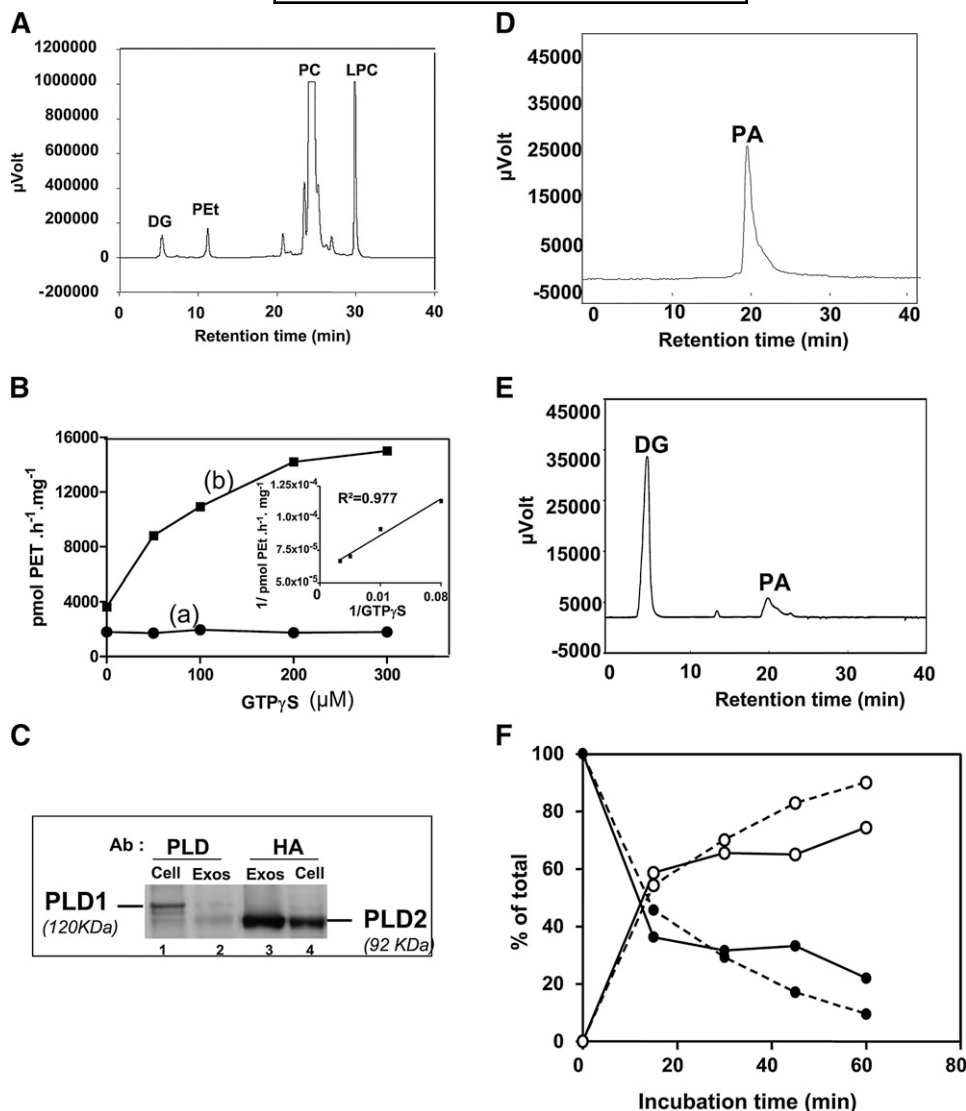 A
1200000
1000000
800000
600000
400000
200000
0
-200000
µVolt
DG
PEt
PC
LPC
0 10 20 30 40
Retention time (min)
B
16000
12000
8000
4000
0
pmol PET .h⁻¹.mg⁻¹
(b)
(a)
0 100 200 300
GTPγS (µM)
1.25x10⁻⁴
1.0x10⁻⁴
7.5x10⁻⁵
5.0x10⁻⁵
1/ pmol PEt .h⁻¹. mg⁻¹
R²=0.977
0 0.01 0.08
1/GTPγS
C
Ab : PLD HA
Cell Exos Exos Cell
PLD1
(120KDa)
PLD2
(92 KDa)
1 2 3 4
D
45000
35000
25000
15000
5000
-5000
µVolt
PA
0 10 20 30 40
Retention time (min)
E
45000
35000
25000
15000
5000
-5000
µVolt
DG
PA
0 10 20 30 40
Retention time (min)
F
100
80
60
40
20
0
% of total
0 20 40 60 80
Incubation time (min)